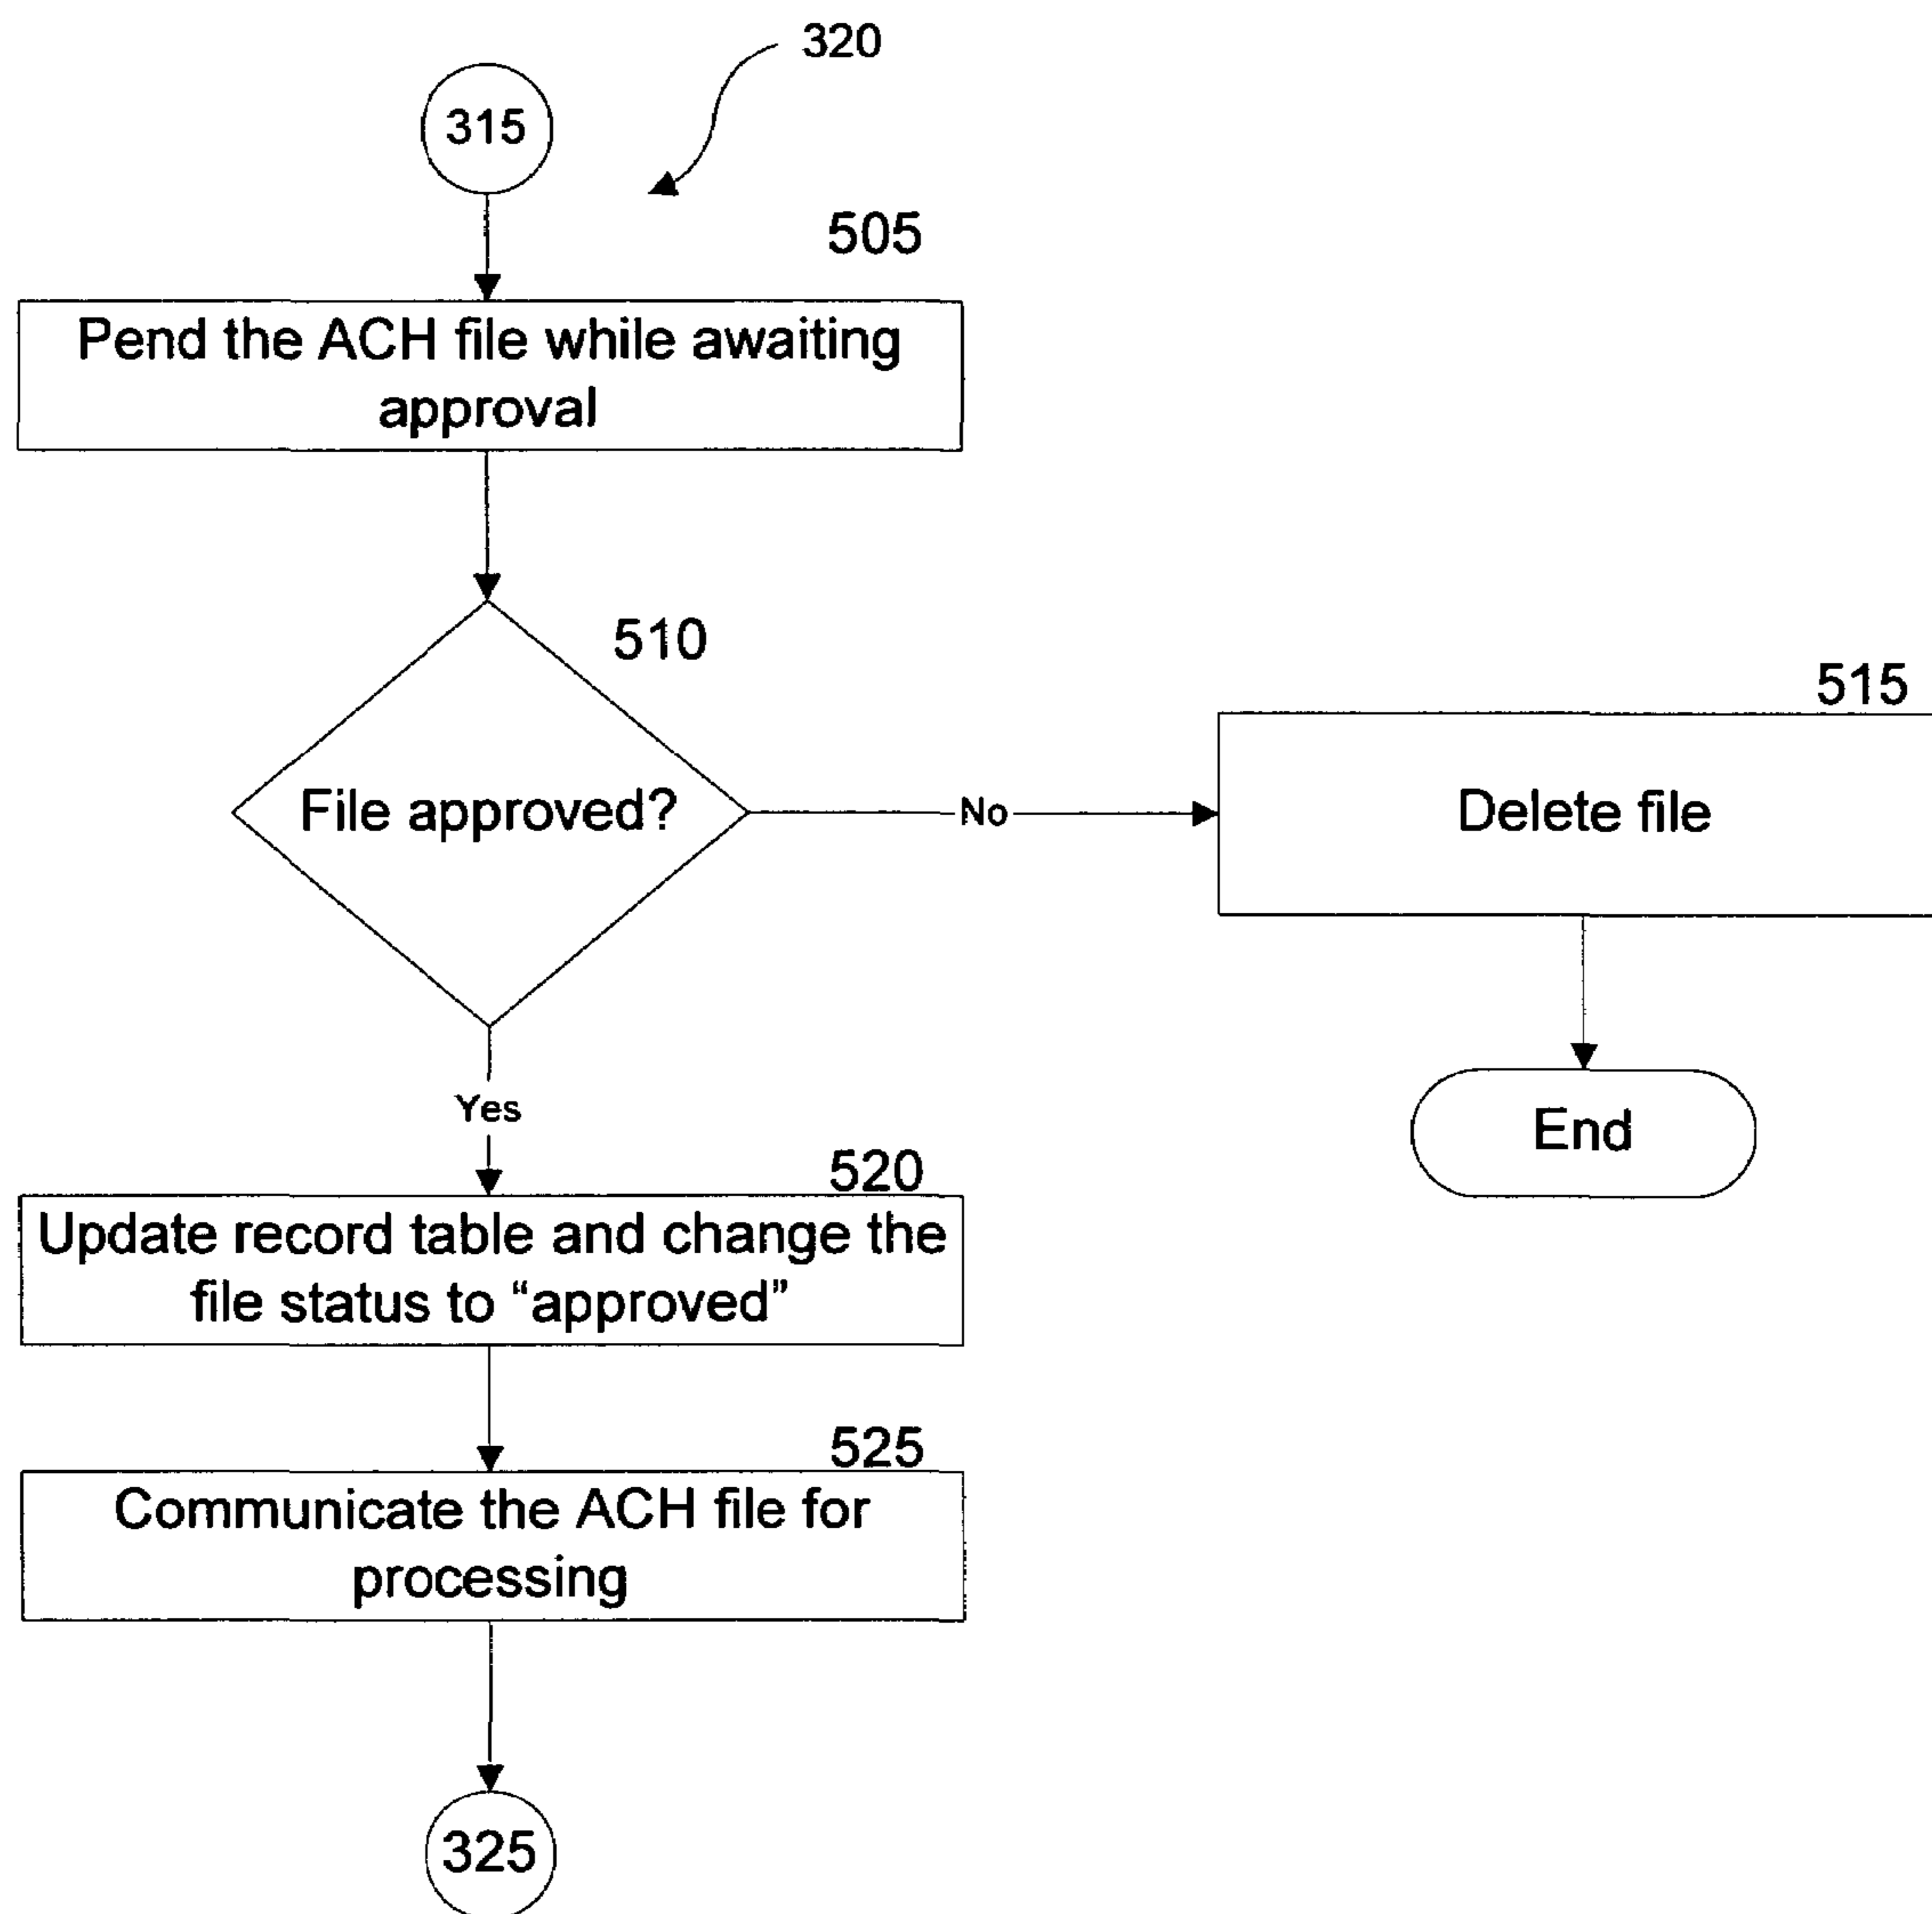 320
315
505
Pend the ACH file while awaiting
approval
510
File approved?
No
515
Delete file
End
Yes
520
Update record table and change the
file status to “approved”
525
Communicate the ACH file for
processing
325